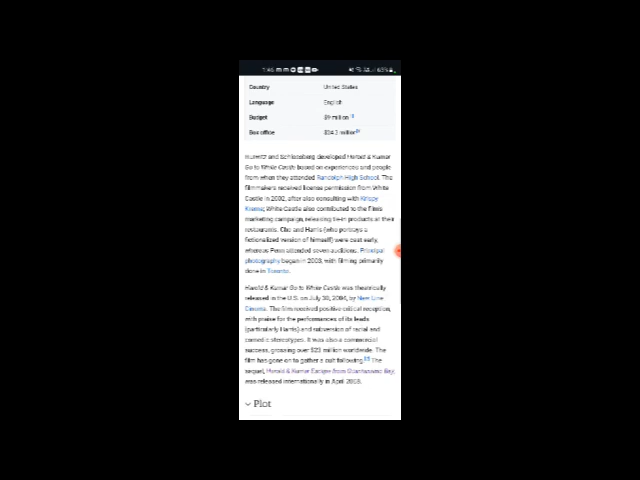 Country United States
Language English
Budget $9 million
Box office
Hurwitz and Schlossberg developed Harold & Kumar
Go to White Castle based on experiences and people
from when they attended Randolph High School. The
filmmakers received license permission from White
Castle in 2002, after also consulting with Krispy
Kreme; White Castle also contributed to the film's
marketing campaign, releasing tie-in products at their
restaurants. Cho and Harris (who portrays a
fictionalized version of himself) were cast early,
whereas Penn attended seven auditions. Principal
photography began in 2003, with filming primarily
done in Toronto.
Harold & Kumar Go to White Castle was theatrically
released in the U.S. on July 30, 2004, by New Line
Cinema. The film received positive critical reception,
with praise for the performances of its leads
(particularly Harris) and subversion of racial and
comedic stereotypes. It was also a commercial
success, grossing over $23 million worldwide. The
film has gone on to gather a cult following. The
sequel, Harold & Kumar Escape from Guantanamo Bay,
was released internationally in April 2008.
Plot